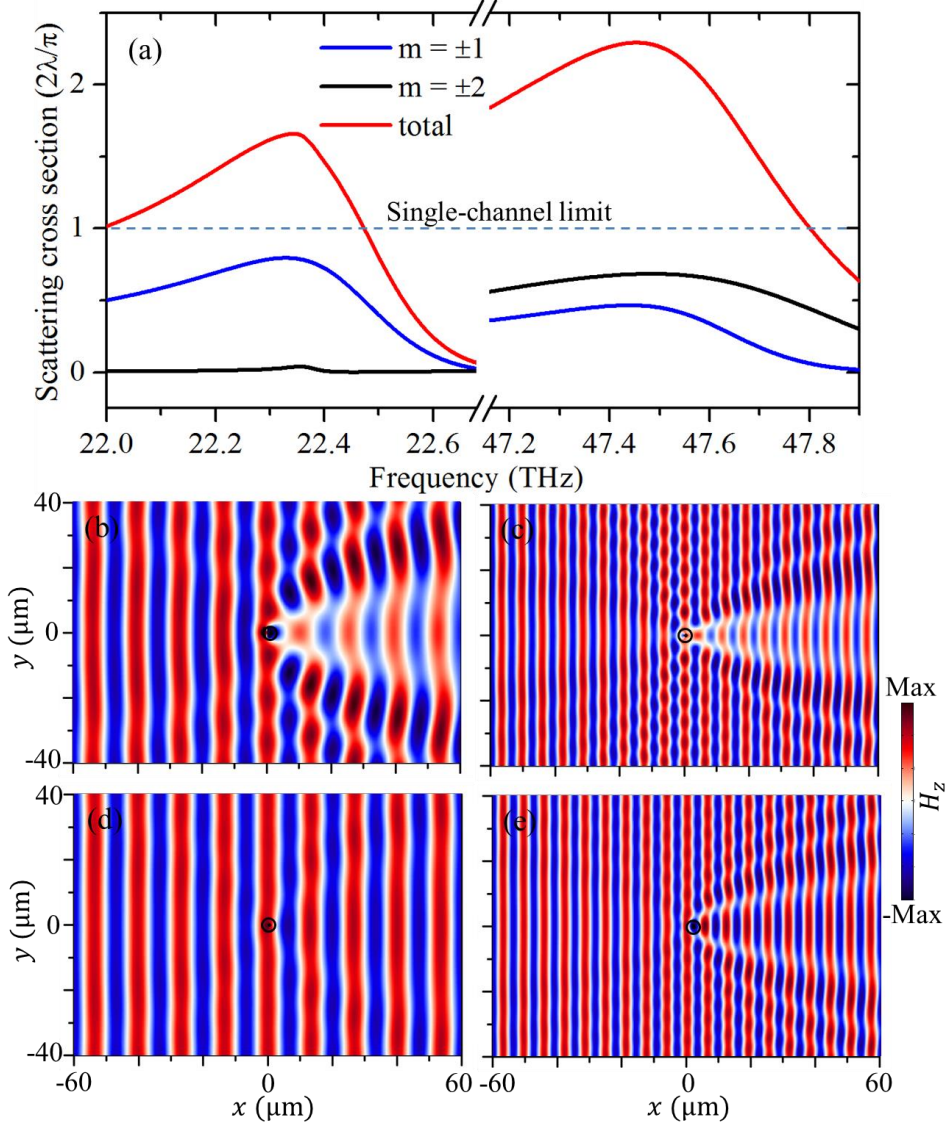 (a)
m = ±1
m = ±2
total
Single-channel limit
Scattering cross section (2λ/π)
2
1
0
22.0 22.2 22.4 22.6 47.2 47.4 47.6 47.8
Frequency (THz)
(b)
(c)
40
0
-40
y (μm)
(d)
(e)
40
0
-40
y (μm)
-60 0 60
x (μm)
-60 0 60
x (μm)
Max
H_z
-Max